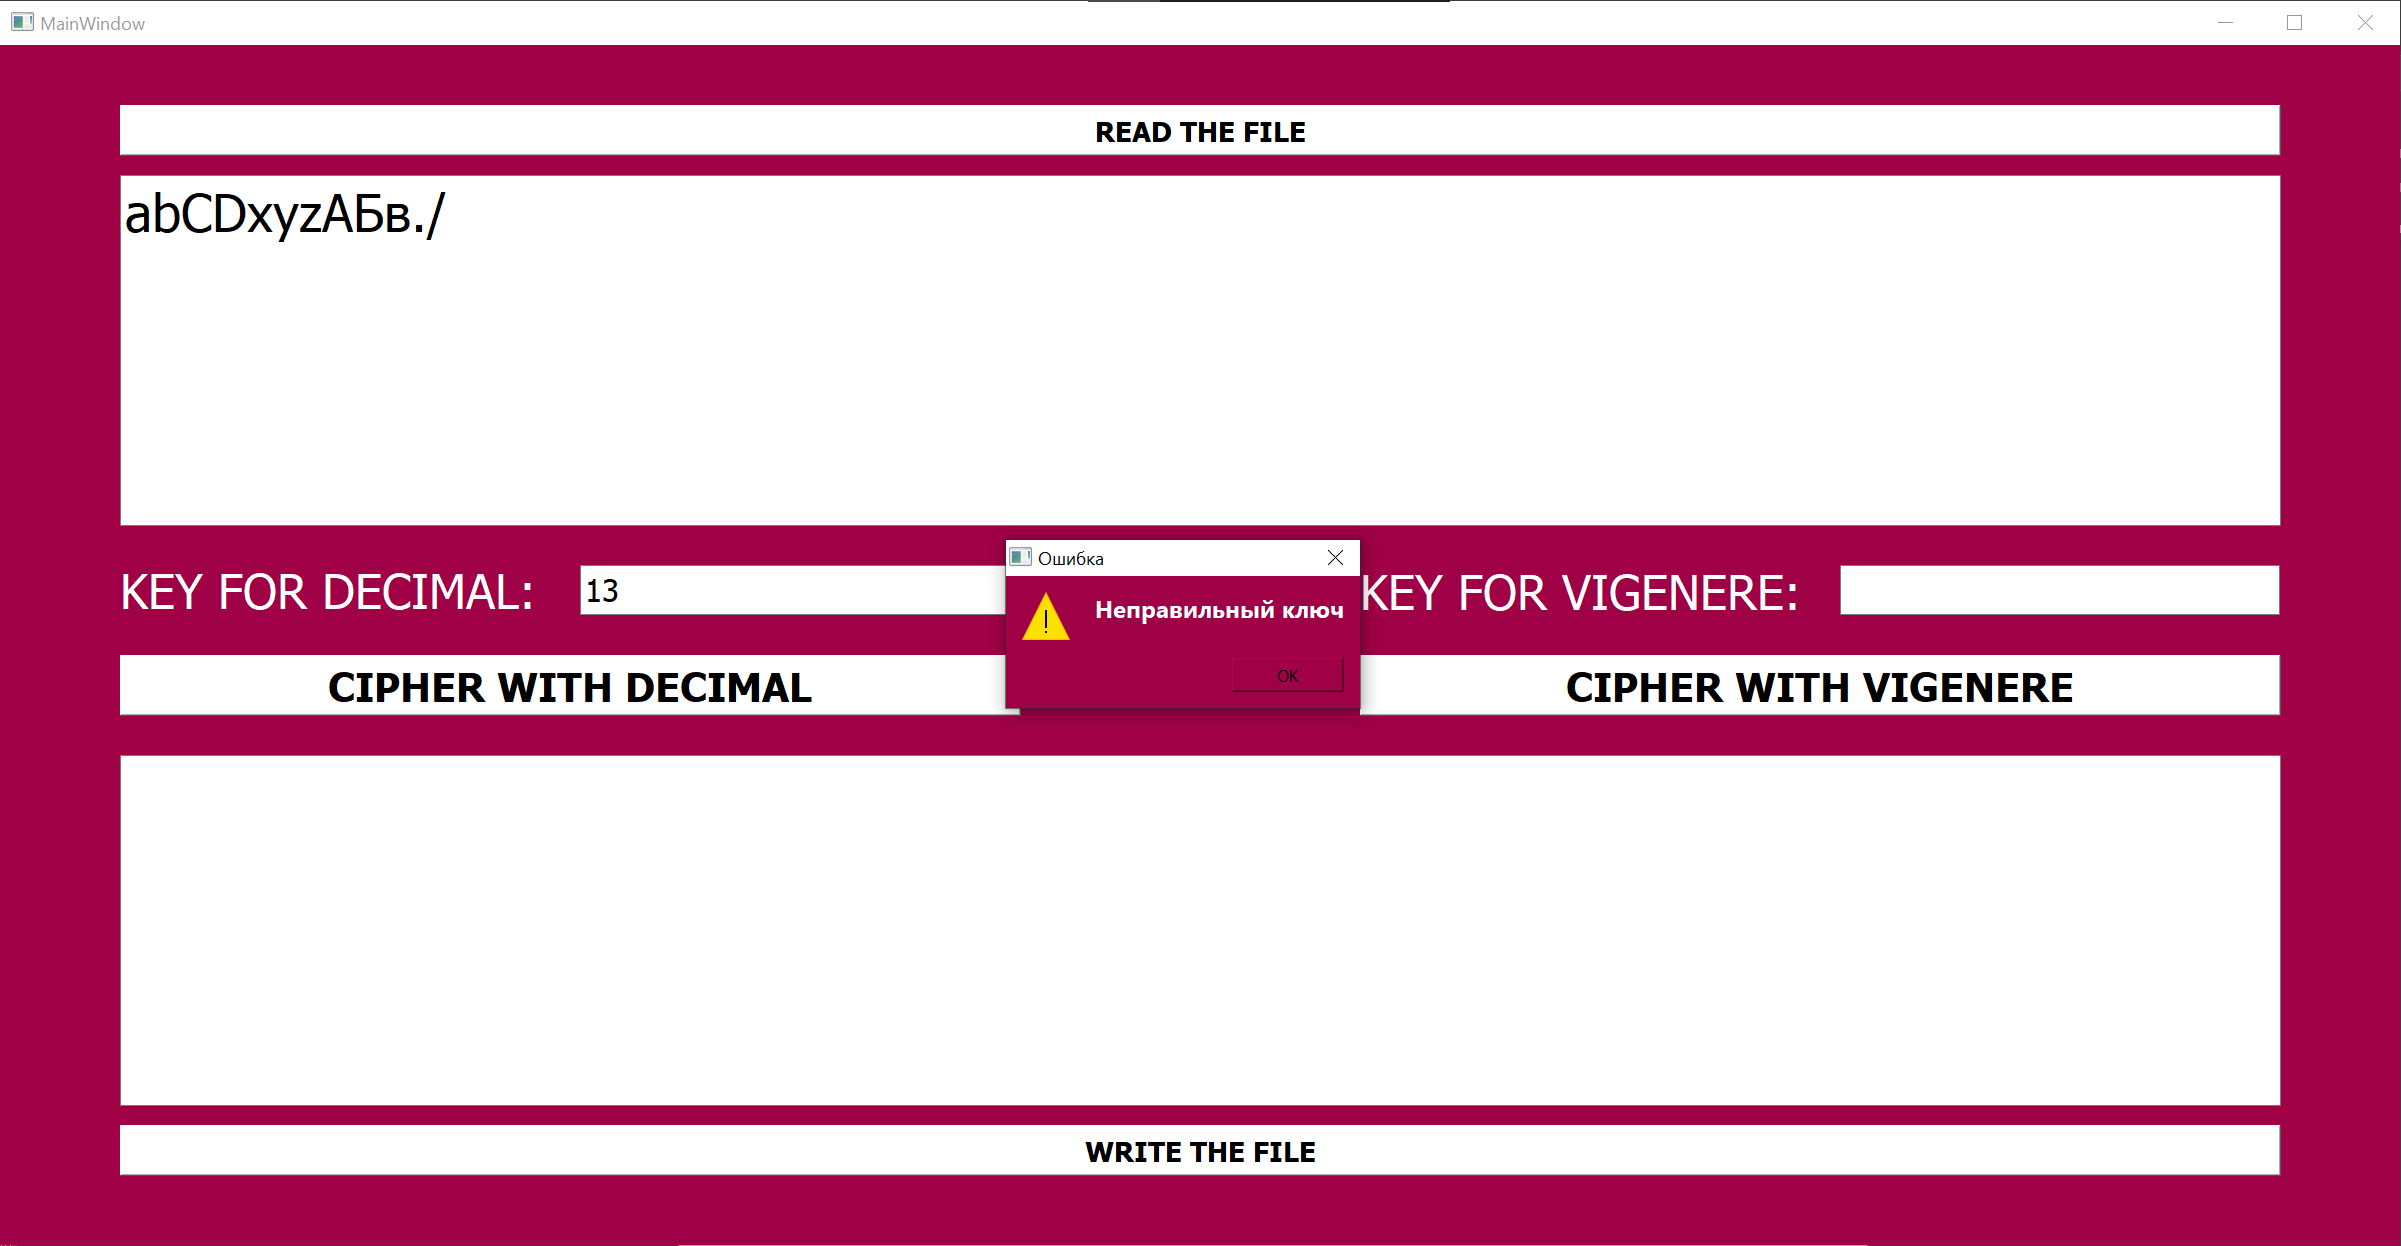 MainWindow
READ THE FILE
abCDxyzАБв./
KEY FOR DECIMAL:
13
Ошибка
Неправильный ключ
OK
KEY FOR VIGENERE:
CIPHER WITH DECIMAL
CIPHER WITH VIGENERE
WRITE THE FILE